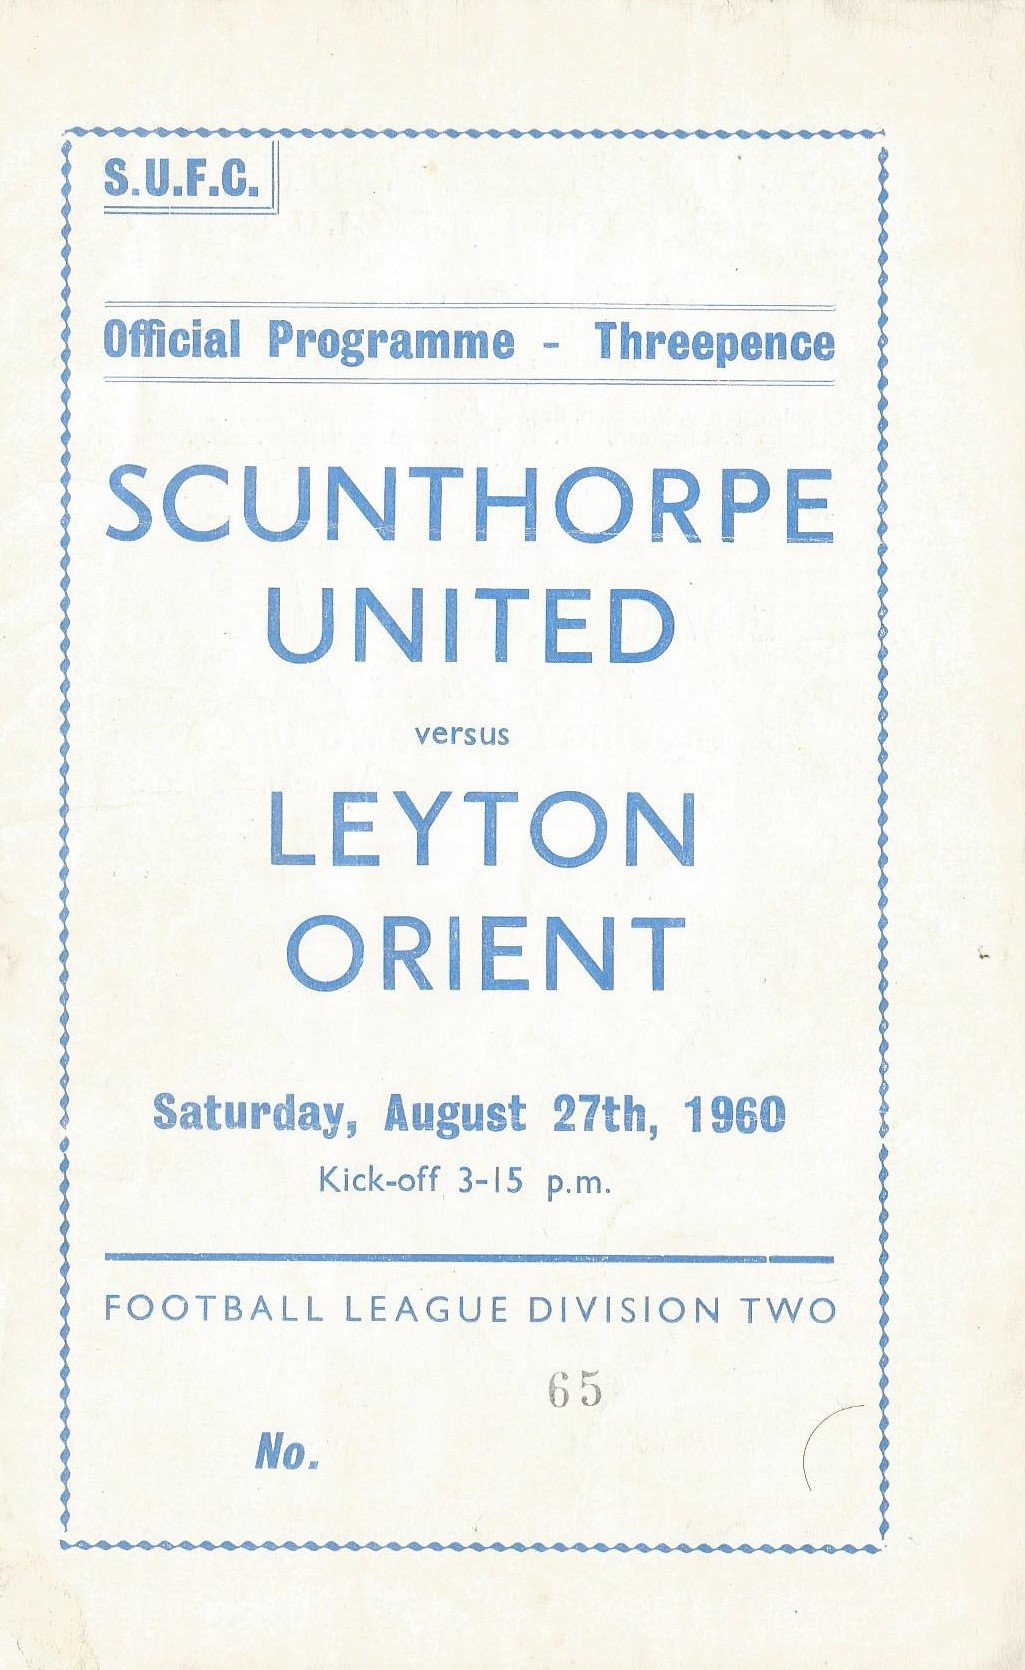 S.U.F.C.
Official Programme - Threepence
SCUNTHORPE
UNITED
versus
LEYTON
ORIENT
Saturday, August 27th, 1960
Kick-off 3-15 p.m.
FOOTBALL LEAGUE DIVISION TWO
65
No.